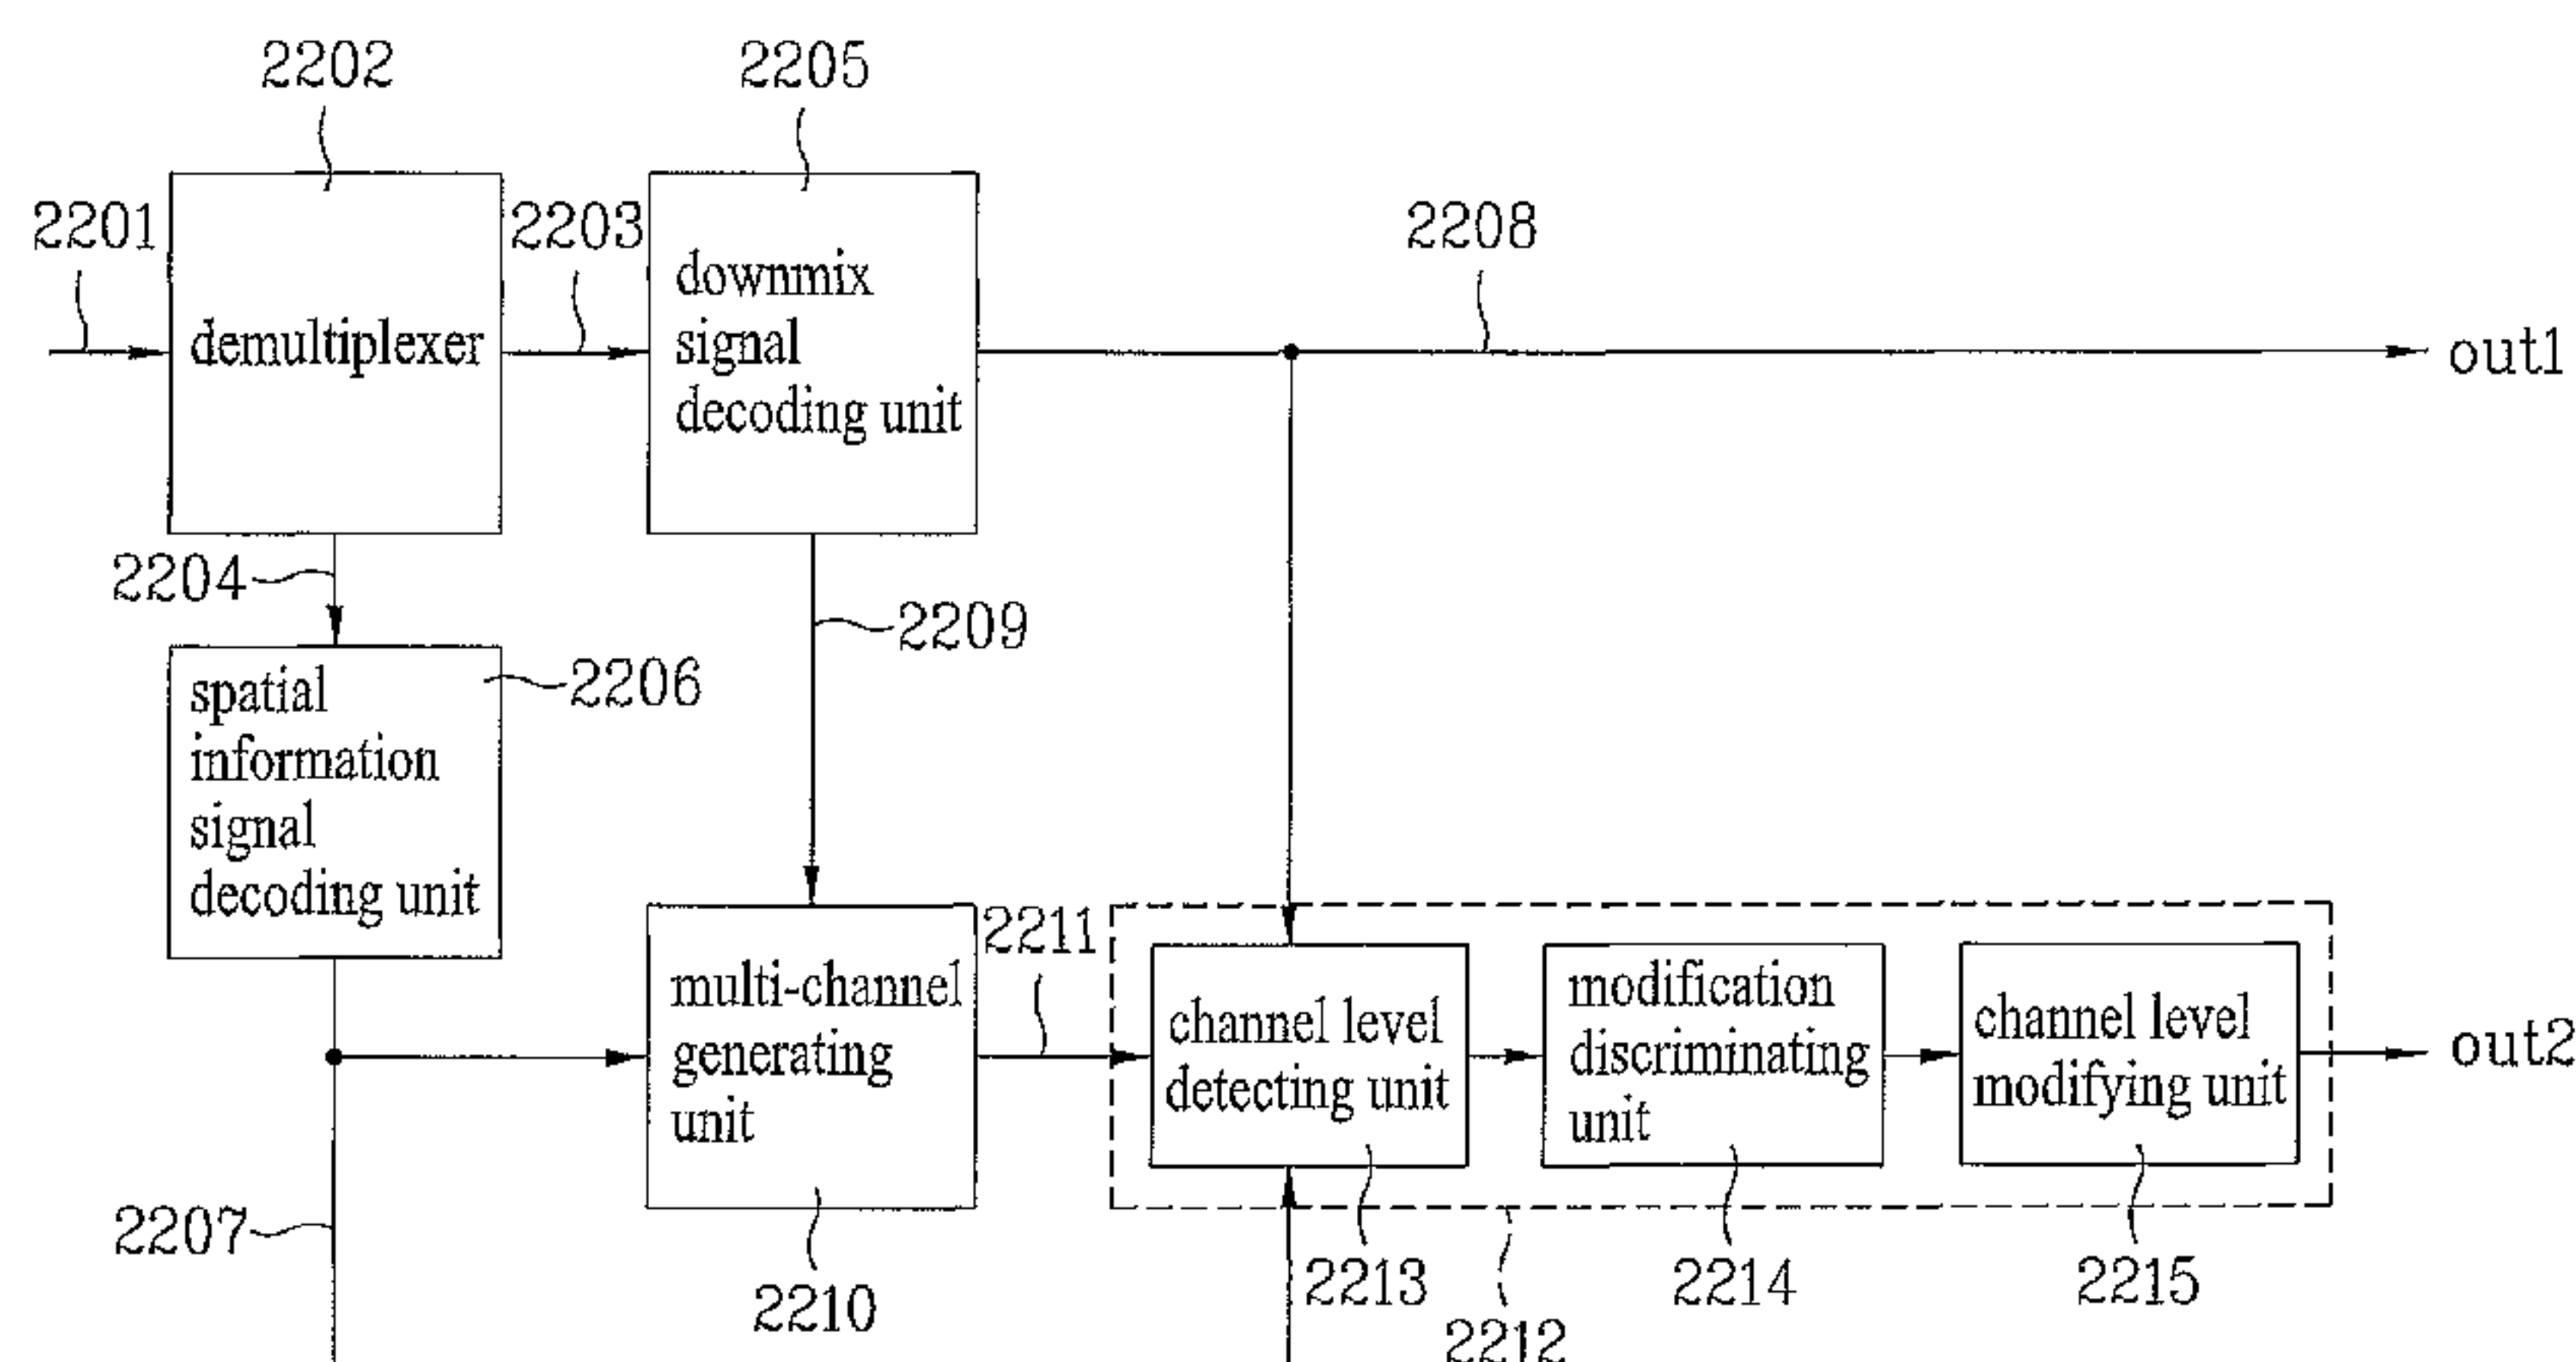 2202
2205
2201
2203
2208
demultiplexer
downmix
signal
decoding unit
out1
2204
2209
spatial
information
signal
decoding unit
2206
2211
multi-channel
generating
unit
channel level
detecting unit
modification
discriminating
unit
channel level
modifying unit
out2
2207
2210
2213
2214
2215
2212